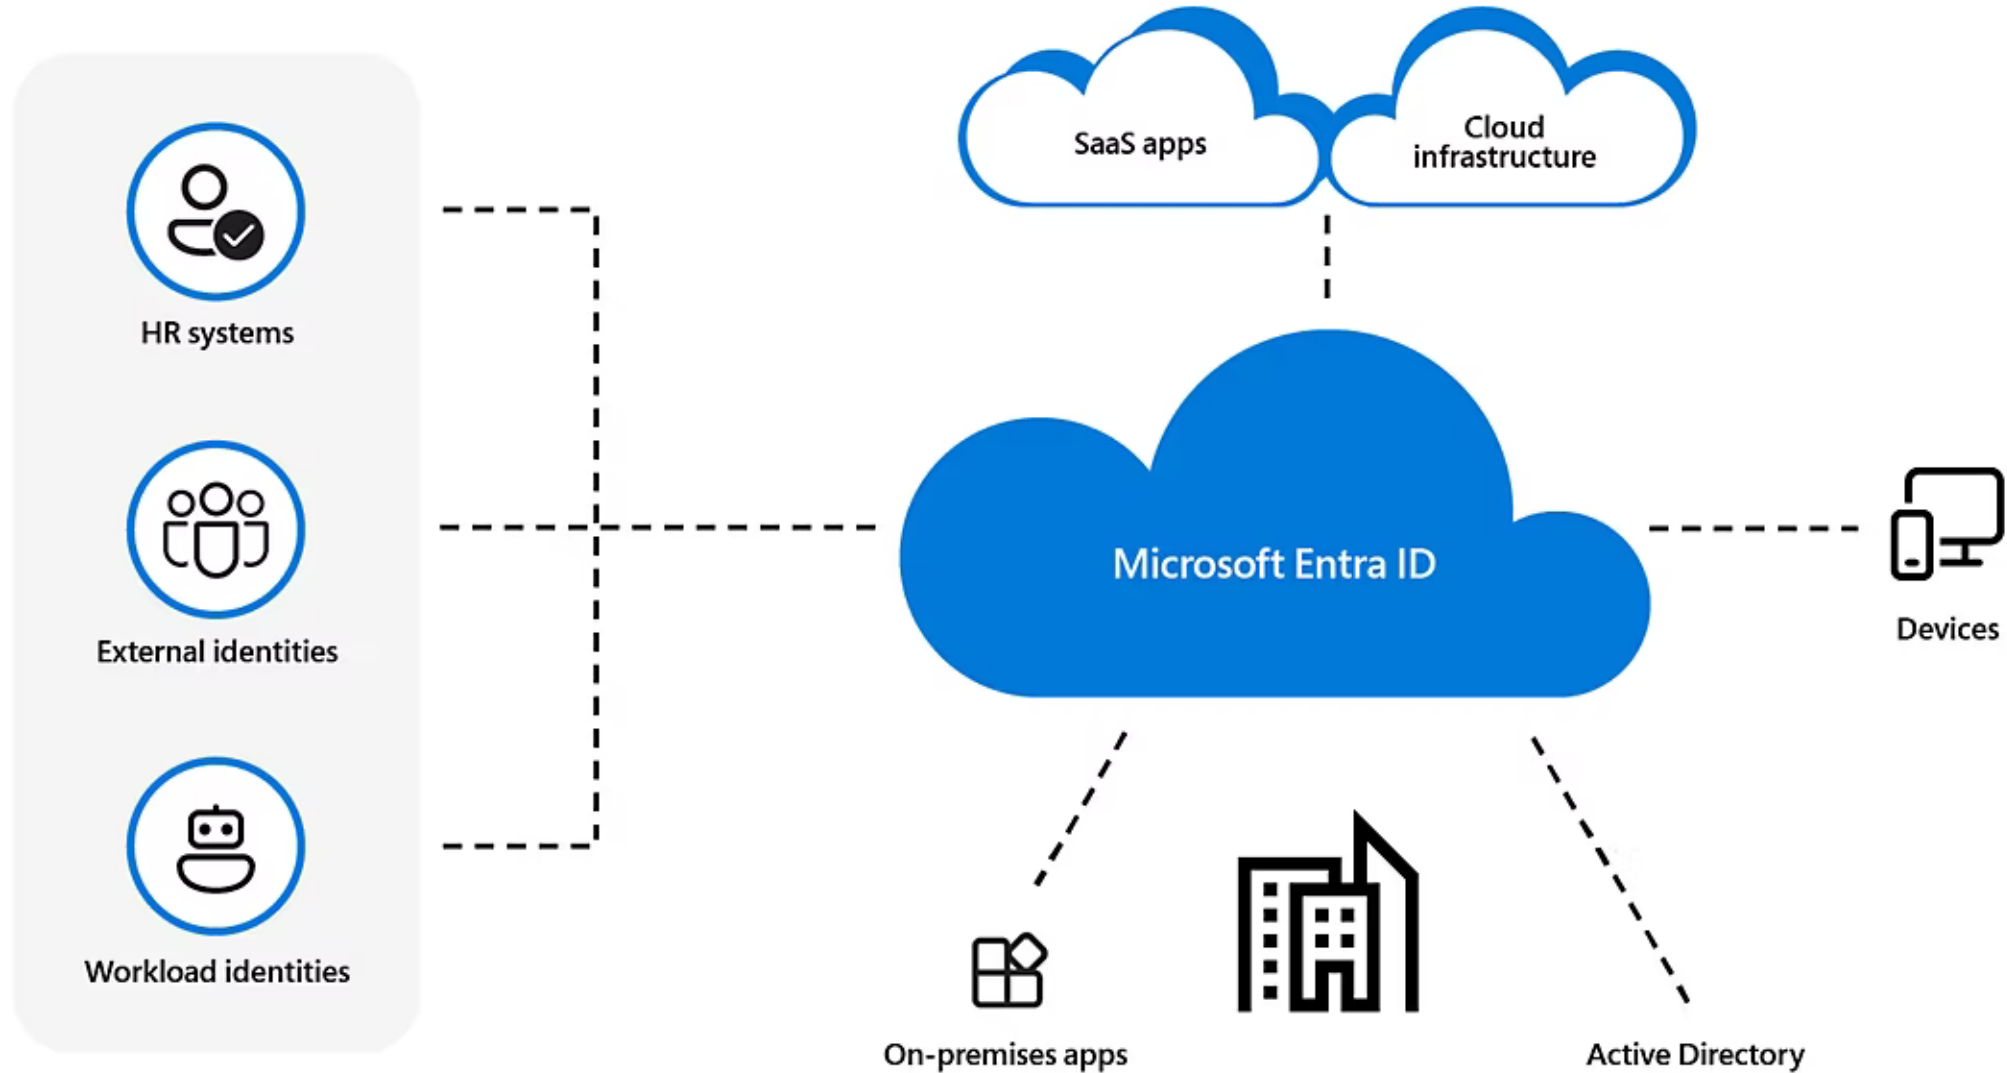 SaaS apps
Cloud
infrastructure
HR systems
External identities
Workload identities
Microsoft Entra ID
Devices
On-premises apps
Active Directory